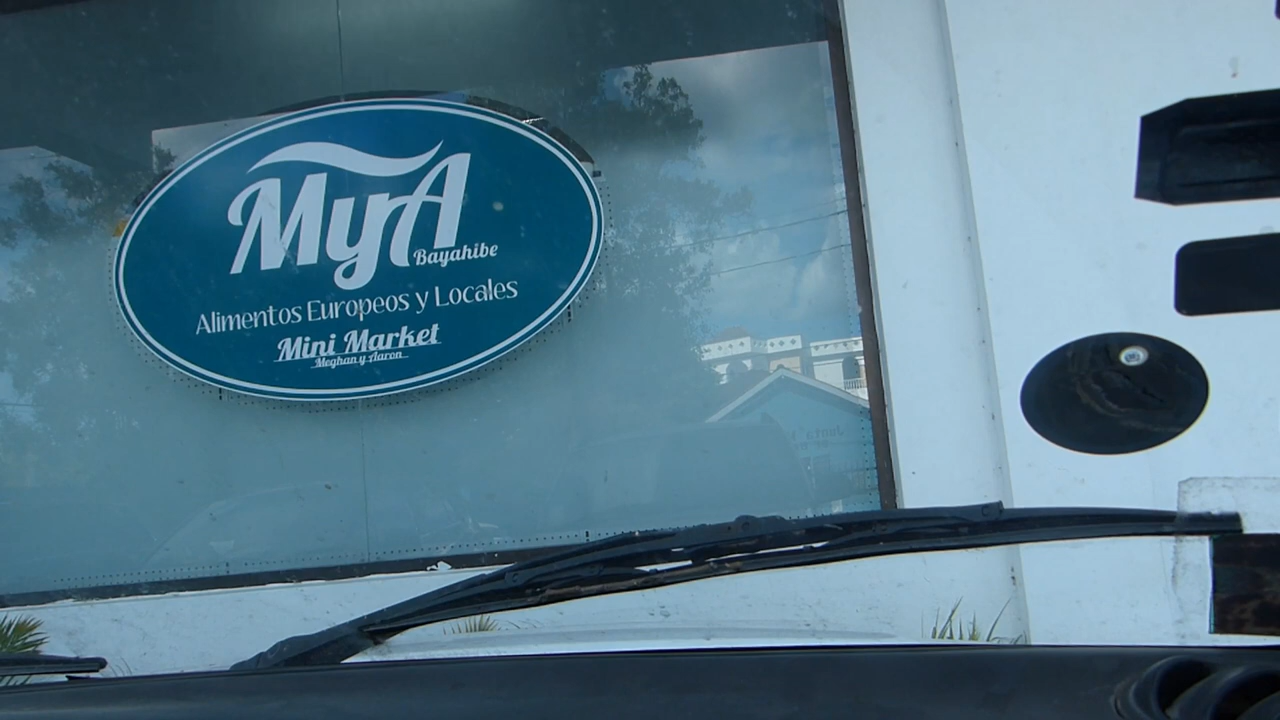 MyA
Bayahibe
Alimentos Europeos y Locales
Mini Market
Meghan y Aaron